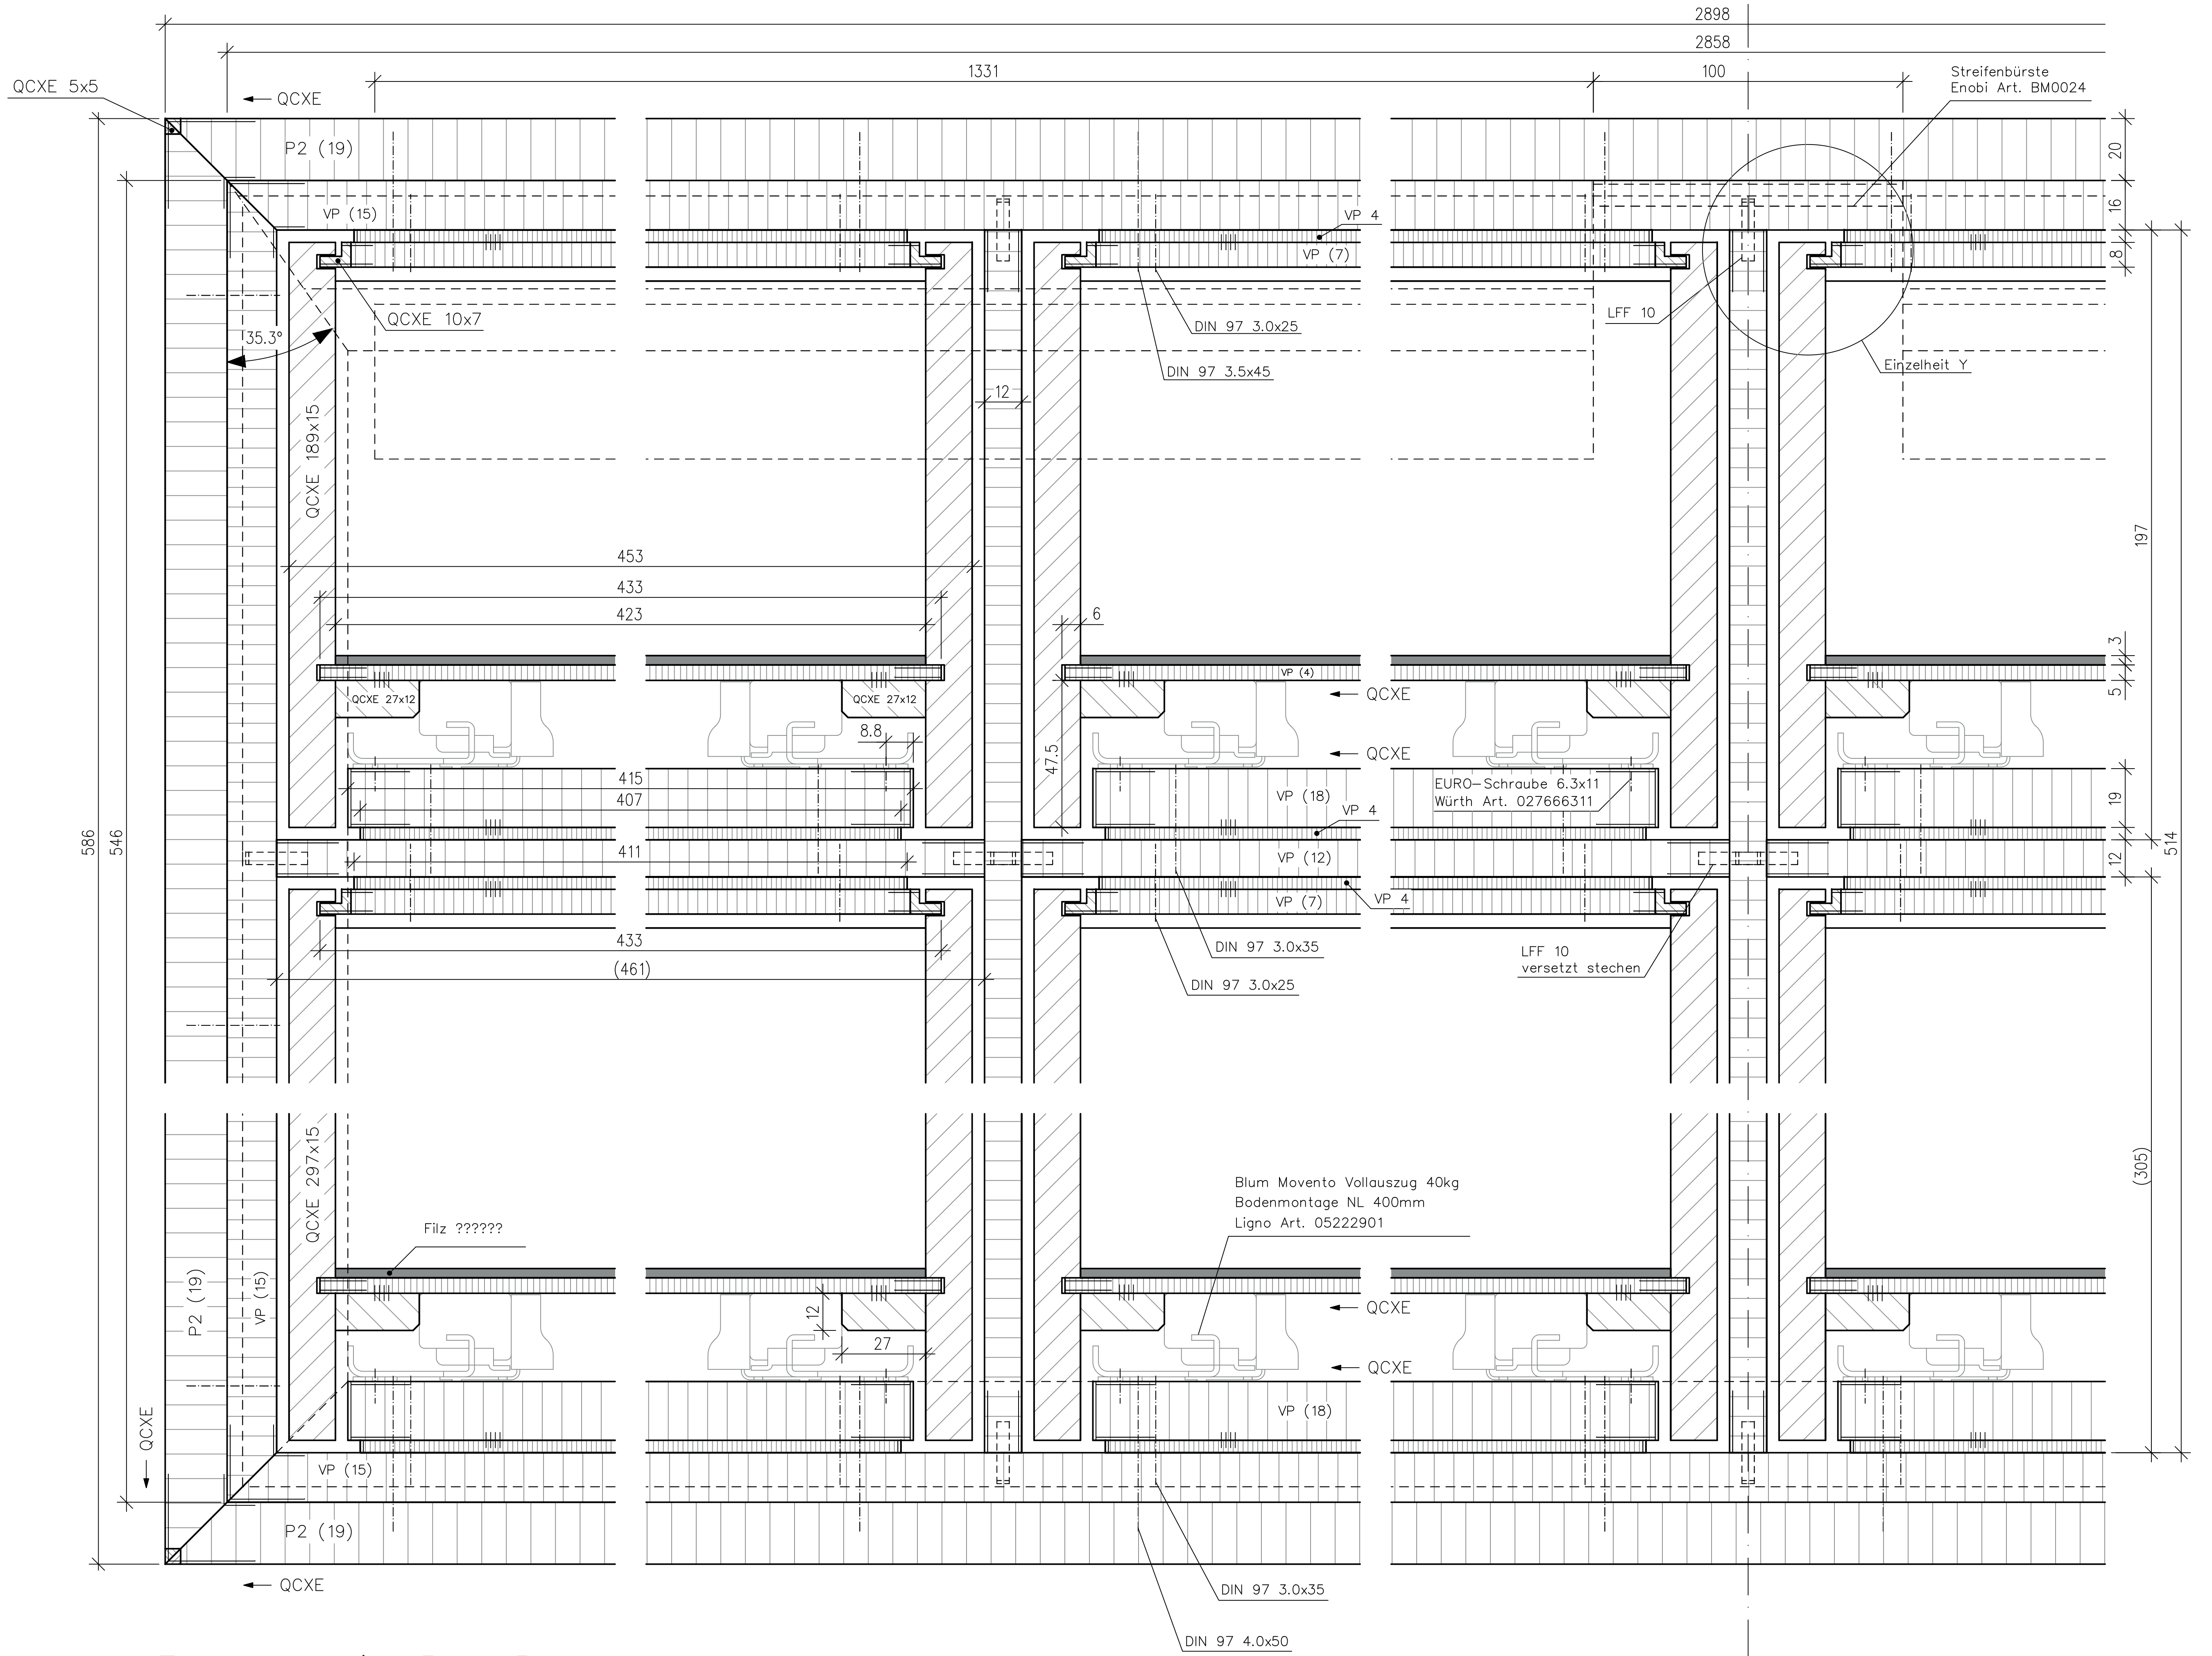 2898
2858
1331
100
Streifenbürste
Enobi Art. BM0024
QCXE 5x5
QCXE
P2 (19)
20
VP (15)
VP 4
16
VP (7)
8
QCXE 10x7
LFF 10
35.3°
DIN 97 3.0x25
DIN 97 3.5x45
Einzelheit Y
12
QCXE 189x15
197
453
433
423
6
3
VP (4)
QCXE 27x12
QCXE 27x12
QCXE
5
8.8
47.5
QCXE
415
407
EURO-Schraube 6.3x11
Würth Art. 027666311
VP (18)
VP 4
19
586
546
514
411
VP (12)
12
VP (7)
VP 4
433
DIN 97 3.0x35
LFF 10
versetzt stechen
(461)
DIN 97 3.0x25
QCXE 297x15
(305)
Blum Movento Vollauszug 40kg
Bodenmontage NL 400mm
Ligno Art. 05222901
Filz ??????
P2 (19)
VP (15)
12
QCXE
27
QCXE
QCXE
VP (18)
VP (15)
P2 (19)
QCXE
DIN 97 3.0x35
DIN 97 4.0x50